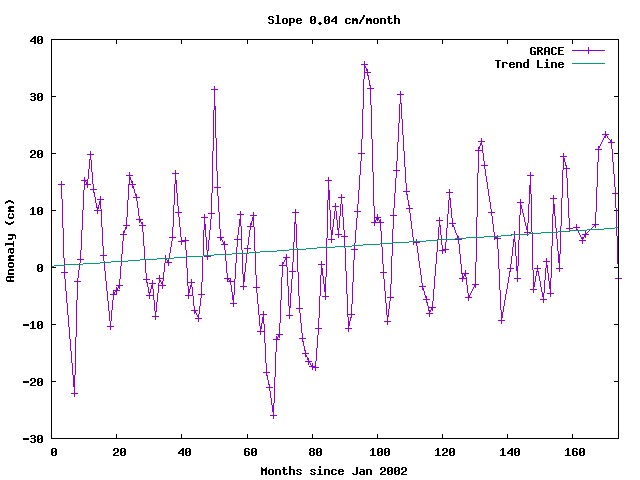 Slope 0.04 cm/month
GRACE
Trend Line
Anomaly (cm)
40
30
20
10
0
-10
-20
-30
0 20 40 60 80 100 120 140 160
Months since Jan 2002